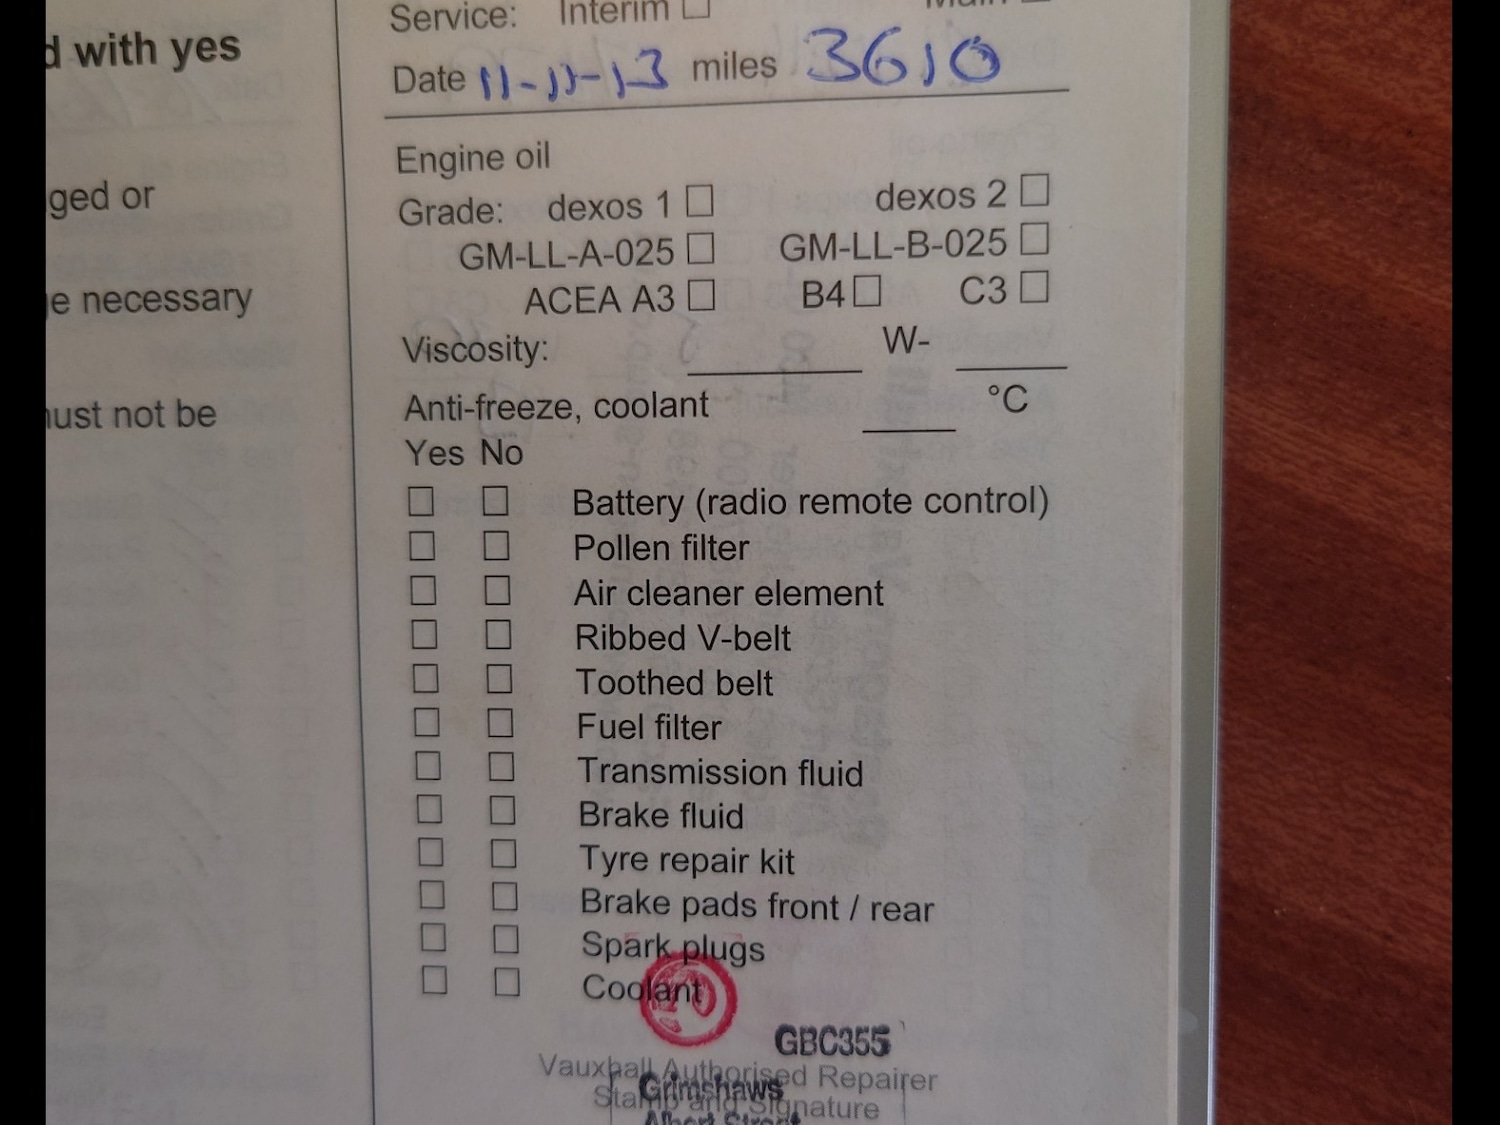 d with yes
ged or
e necessary
ust not be
Service: Interim
Date 11-11-13 miles 3610
Engine oil
Grade: dexos 1 dexos 2
GM-LL-A-025 GM-LL-B-025
ACEA A3 B4 C3
Viscosity: W-
Anti-freeze, coolant °C
Yes No
Battery (radio remote control)
Pollen filter
Air cleaner element
Ribbed V-belt
Toothed belt
Fuel filter
Transmission fluid
Brake fluid
Tyre repair kit
Brake pads front / rear
Spark plugs
Coolant
GBC355
Vauxhall Authorised Repairer
Grimshaws
Stamp and Signature
Albert Street